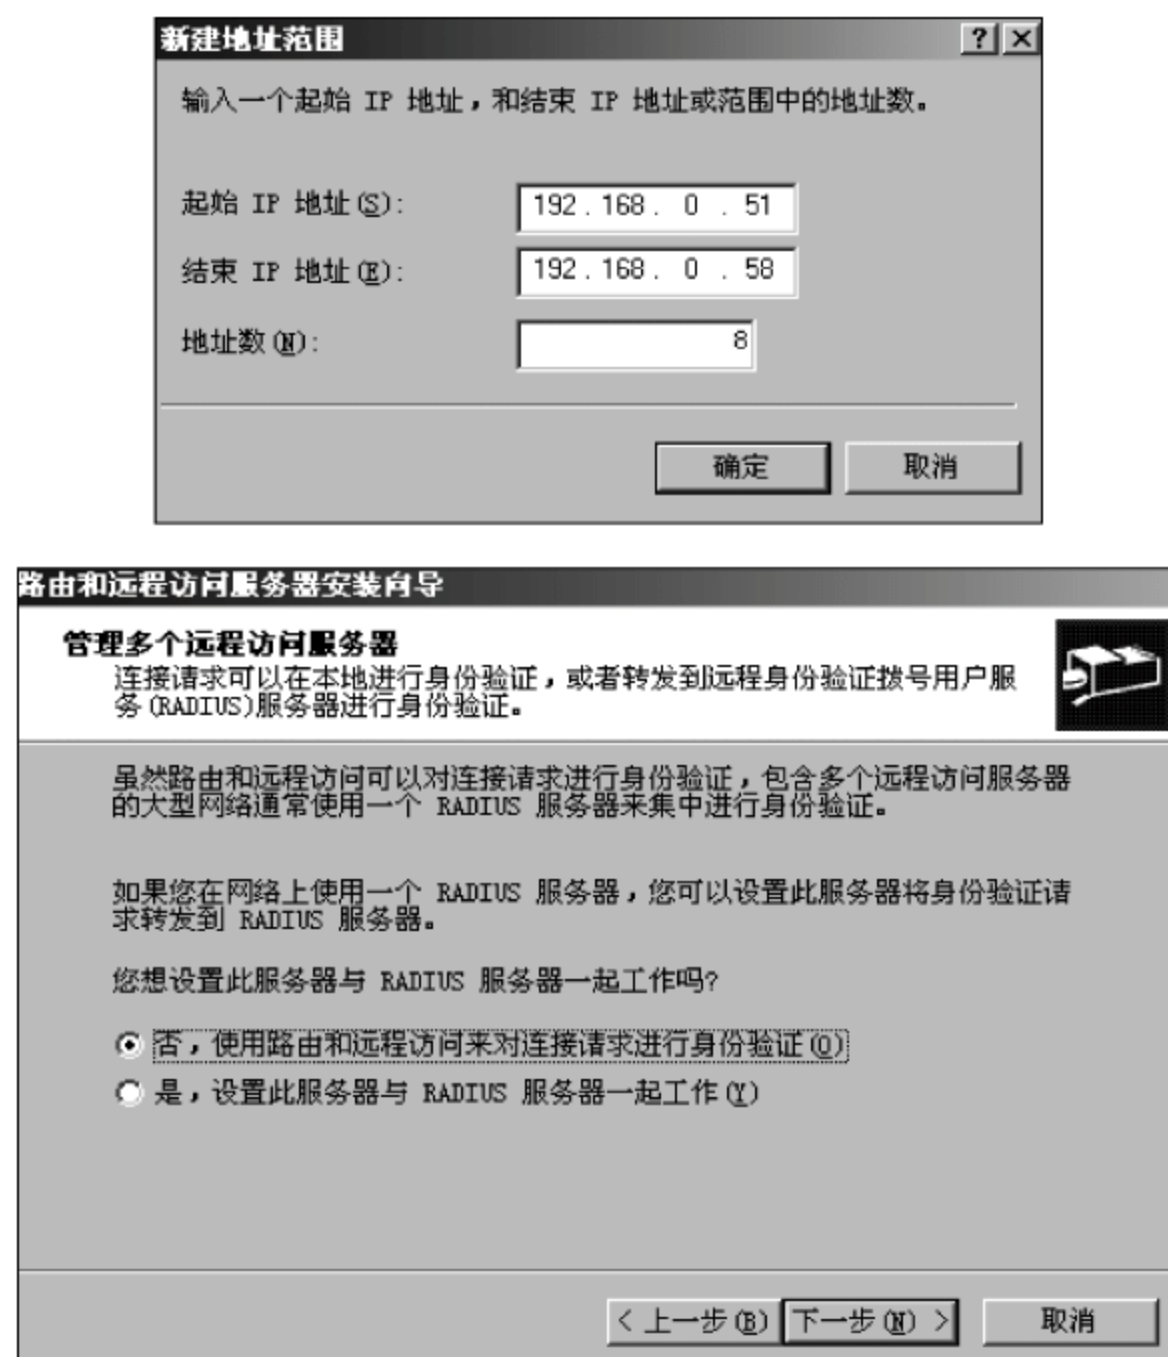 新建地址范围
输入一个起始 IP 地址,和结束 IP 地址或范围中的地址数。
起始 IP 地址(S): 192.168. 0 . 51
结束 IP 地址(E): 192.168. 0 . 58
地址数(N): 8
确定 取消
路由和远程访问服务器安装向导
管理多个远程访问服务器
连接请求可以在本地进行身份验证,或者转发到远程身份验证拨号用户服
务(RADIUS)服务器进行身份验证。
虽然路由和远程访问可以对连接请求进行身份验证,包含多个远程访问服务器
的大型网络通常使用一个 RADIUS 服务器来集中进行身份验证。
如果您在网络上使用一个 RADIUS 服务器,您可以设置此服务器将身份验证请
求转发到 RADIUS 服务器。
您想设置此服务器与 RADIUS 服务器一起工作吗?
否,使用路由和远程访问来对连接请求进行身份验证(O)
是,设置此服务器与 RADIUS 服务器一起工作(Y)
< 上一步(B) 下一步(N) > 取消